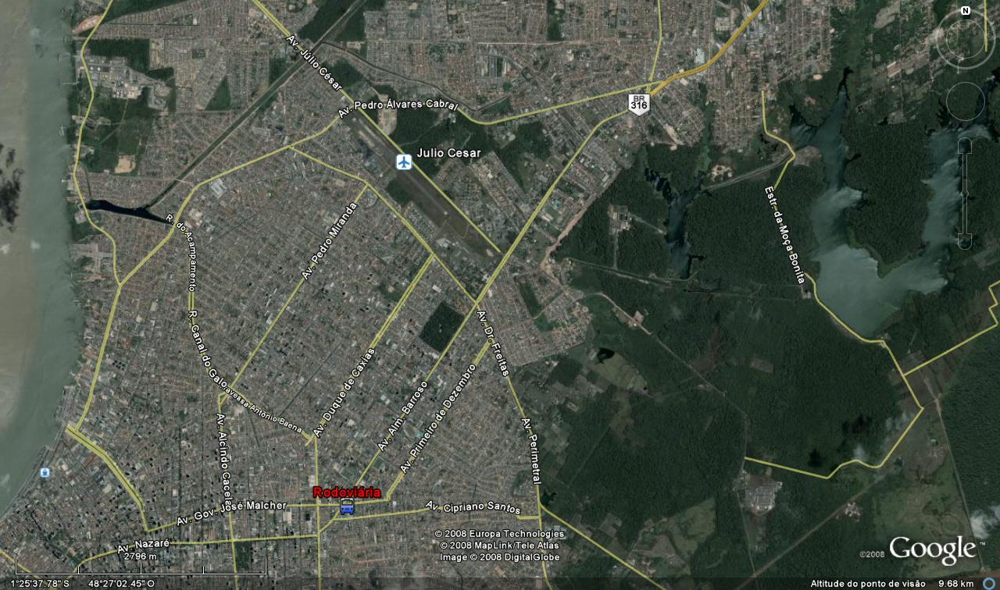 N
Av. Júlio César
Av. Pedro Álvares Cabral
BR
316
Julio Cesar
Estr. da Moça Bonita
R. do Acampamento
Av. Pedro Miranda
R. Canal do Galo
avessa Antônio Baena
Av. Duque de Caxias
Av. Dr. Freitas
Av. Alm. Barroso
Av. Primeiro de Dezembro
Av. Alcindo Cacela
Av. Perimetral
Rodoviária
Av. Gov. José Malcher
Av. Cipriano Santos
Av. Nazaré
2796 m
© 2008 Europa Technologies
© 2008 MapLink/Tele Atlas
Image © 2008 DigitalGlobe
©2008 Google™
1°25'37.78" S 48°27'02.45" O
Altitude do ponto de visão 9.68 km